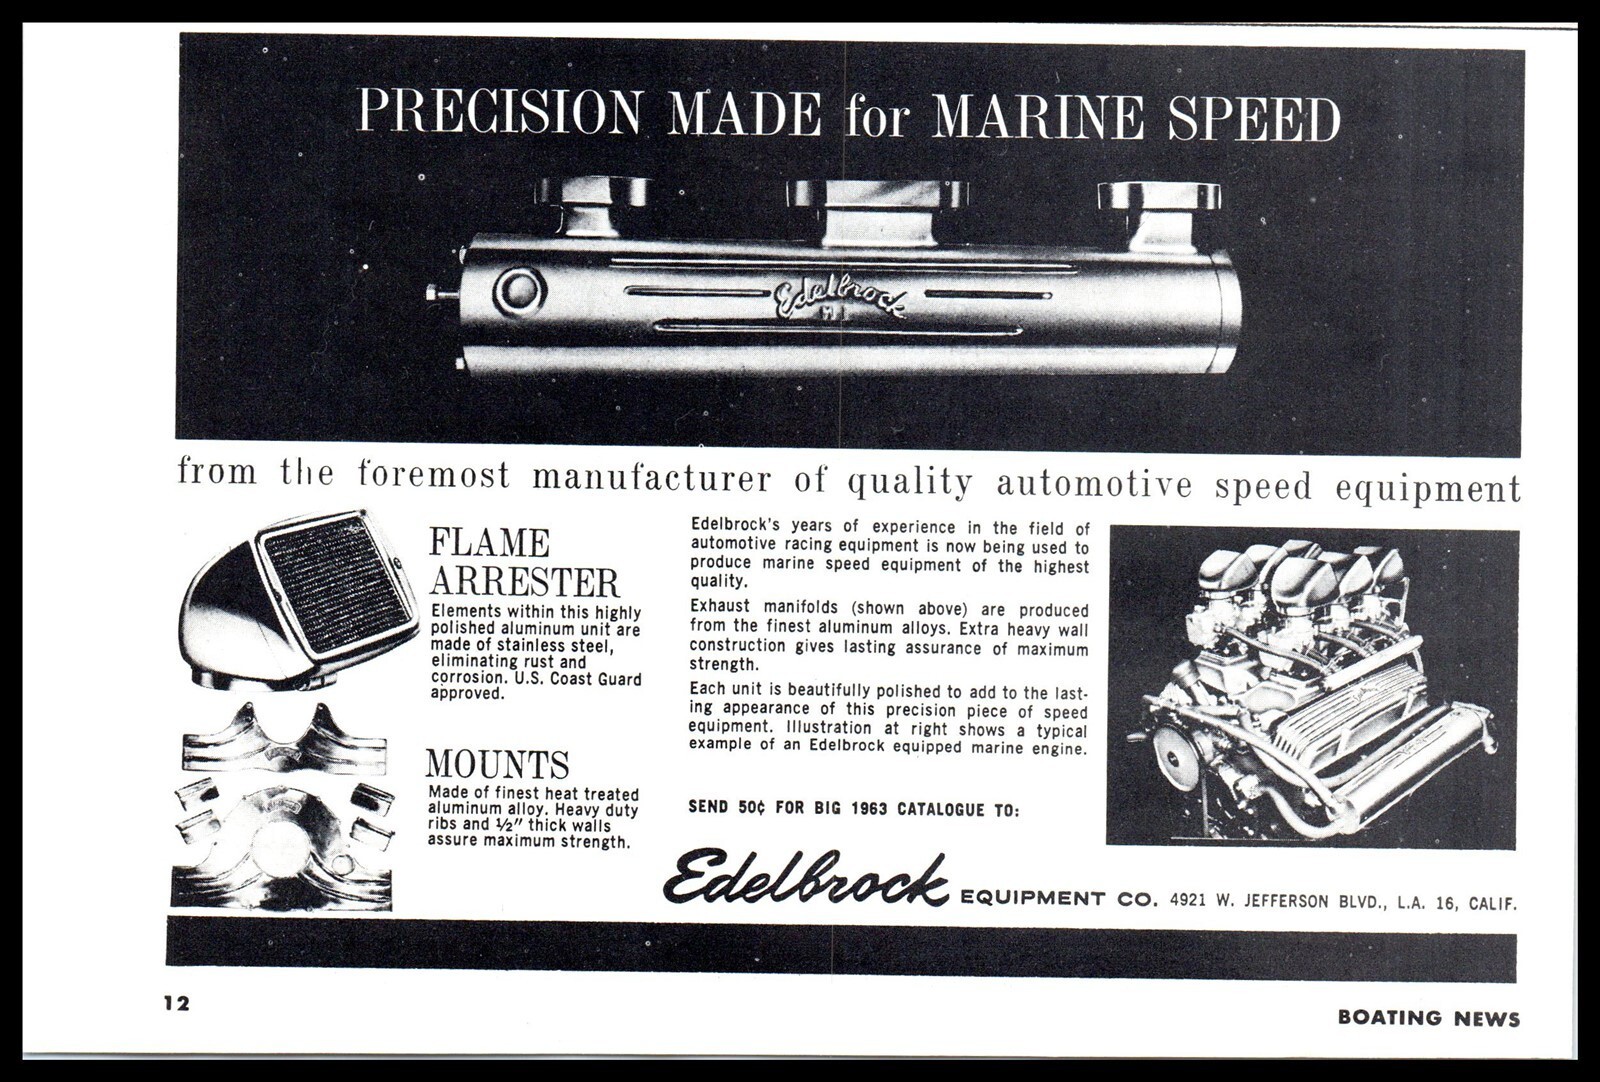 PRECISION MADE for MARINE SPEED
Edelbrock
from the foremost manufacturer of quality automotive speed equipment
FLAME
ARRESTER
Elements within this highly
polished aluminum unit are
made of stainless steel,
eliminating rust and
corrosion. U.S. Coast Guard
approved.
MOUNTS
Made of finest heat treated
aluminum alloy. Heavy duty
ribs and ½" thick walls
assure maximum strength.
Edelbrock's years of experience in the field of
automotive racing equipment is now being used to
produce marine speed equipment of the highest
quality.
Exhaust manifolds (shown above) are produced
from the finest aluminum alloys. Extra heavy wall
construction gives lasting assurance of maximum
strength.
Each unit is beautifully polished to add to the last-
ing appearance of this precision piece of speed
equipment. Illustration at right shows a typical
example of an Edelbrock equipped marine engine.
SEND 50¢ FOR BIG 1963 CATALOGUE TO:
Edelbrock EQUIPMENT CO. 4921 W. JEFFERSON BLVD., L.A. 16, CALIF.
12
BOATING NEWS